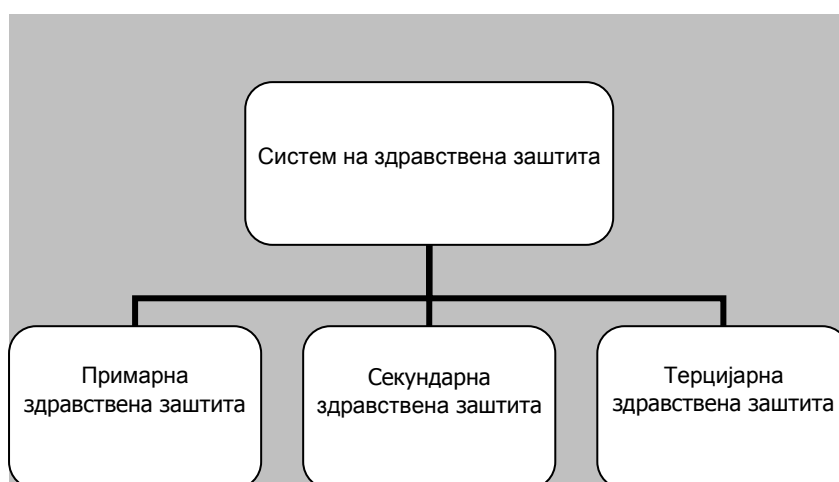 Систем на здравствена заштита
Примарна
здравствена заштита
Секундарна
здравствена заштита
Терцијарна
здравствена заштита